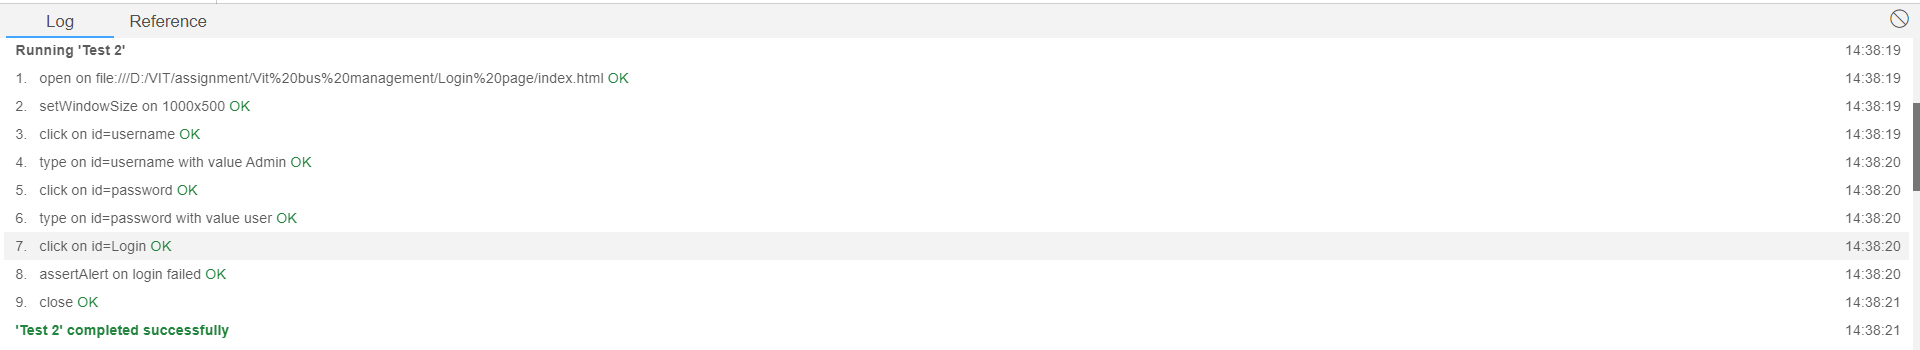 Log Reference
Running 'Test 2' 14:38:19
1. open on file:///D:/VIT/assignment/Vit%20bus%20management/Login%20page/index.html OK 14:38:19
2. setWindowSize on 1000x500 OK 14:38:19
3. click on id=username OK 14:38:19
4. type on id=username with value Admin OK 14:38:20
5. click on id=password OK 14:38:20
6. type on id=password with value user OK 14:38:20
7. click on id=Login OK 14:38:20
8. assertAlert on login failed OK 14:38:20
9. close OK 14:38:21
'Test 2' completed successfully 14:38:21